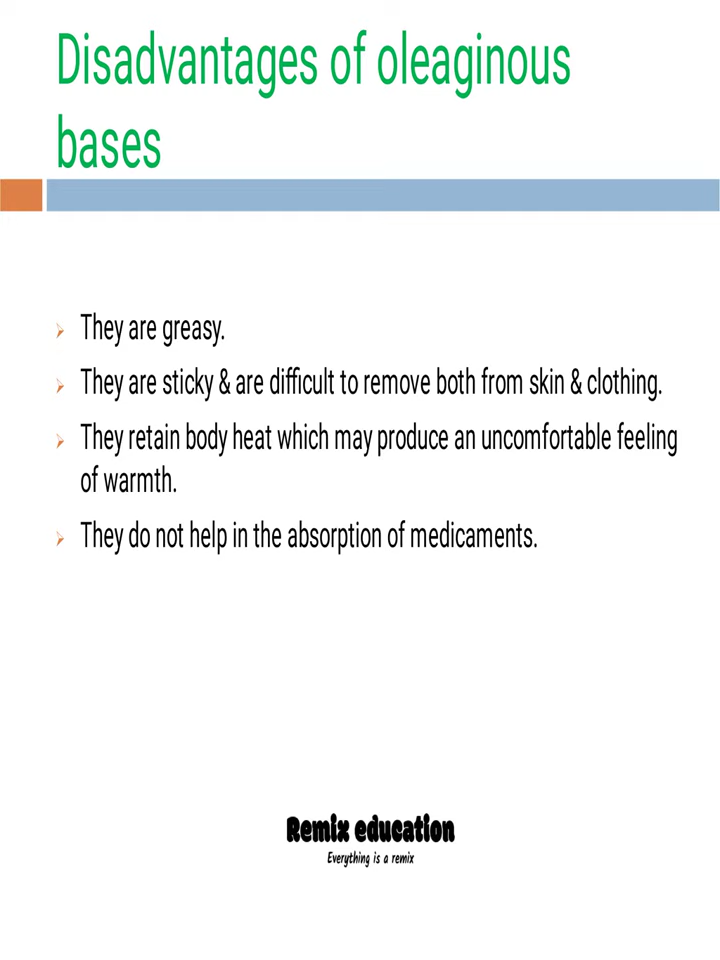 Disadvantages of oleaginous
bases
They are greasy.
They are sticky & are difficult to remove both from skin & clothing.
They retain body heat which may produce an uncomfortable feeling
of warmth.
They do not help in the absorption of medicaments.
Remix education
Everything is a remix